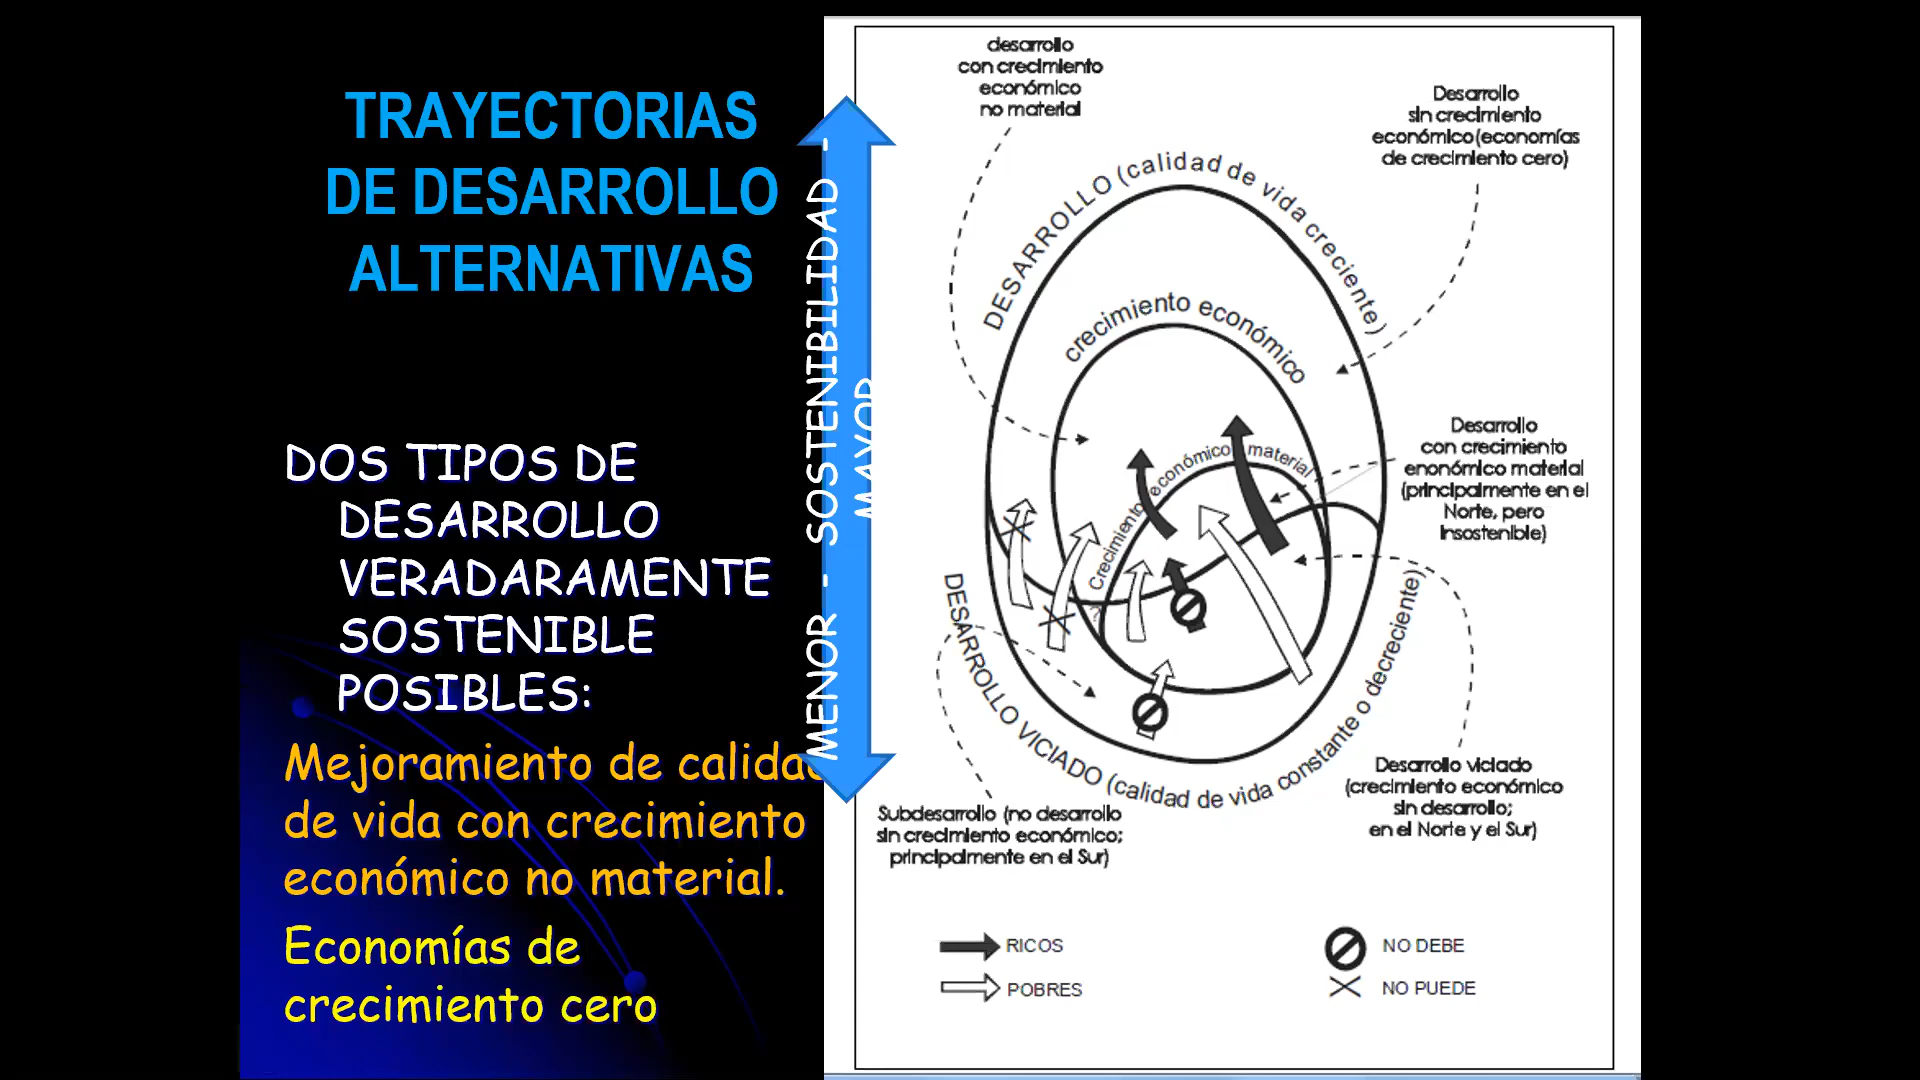 TRAYECTORIAS
DE DESARROLLO
ALTERNATIVAS
DOS TIPOS DE
DESARROLLO
VERADARAMENTE
SOSTENIBLE
POSIBLES:
Mejoramiento de calidad
de vida con crecimiento
económico no material.
Economías de
crecimiento cero
MENOR - SOSTENIBILIDAD -
MAYOR
desarrollo
con crecimiento
económico
no material
Desarrollo
sin crecimiento
económico(economías
de crecimiento cero)
DESARROLLO (calidad de vida creciente)
crecimiento económico
Crecimiento económico material
Desarrollo
con crecimiento
enonómico material
(principalmente en el
Norte, pero
insostenible)
DESARROLLO VICIADO (calidad de vida constante o decreciente)
Subdesarrollo (no desarrollo
sin crecimiento económico;
principalmente en el Sur)
Desarrollo viciado
(crecimiento económico
sin desarrollo;
en el Norte y el Sur)
RICOS
POBRES
NO DEBE
NO PUEDE